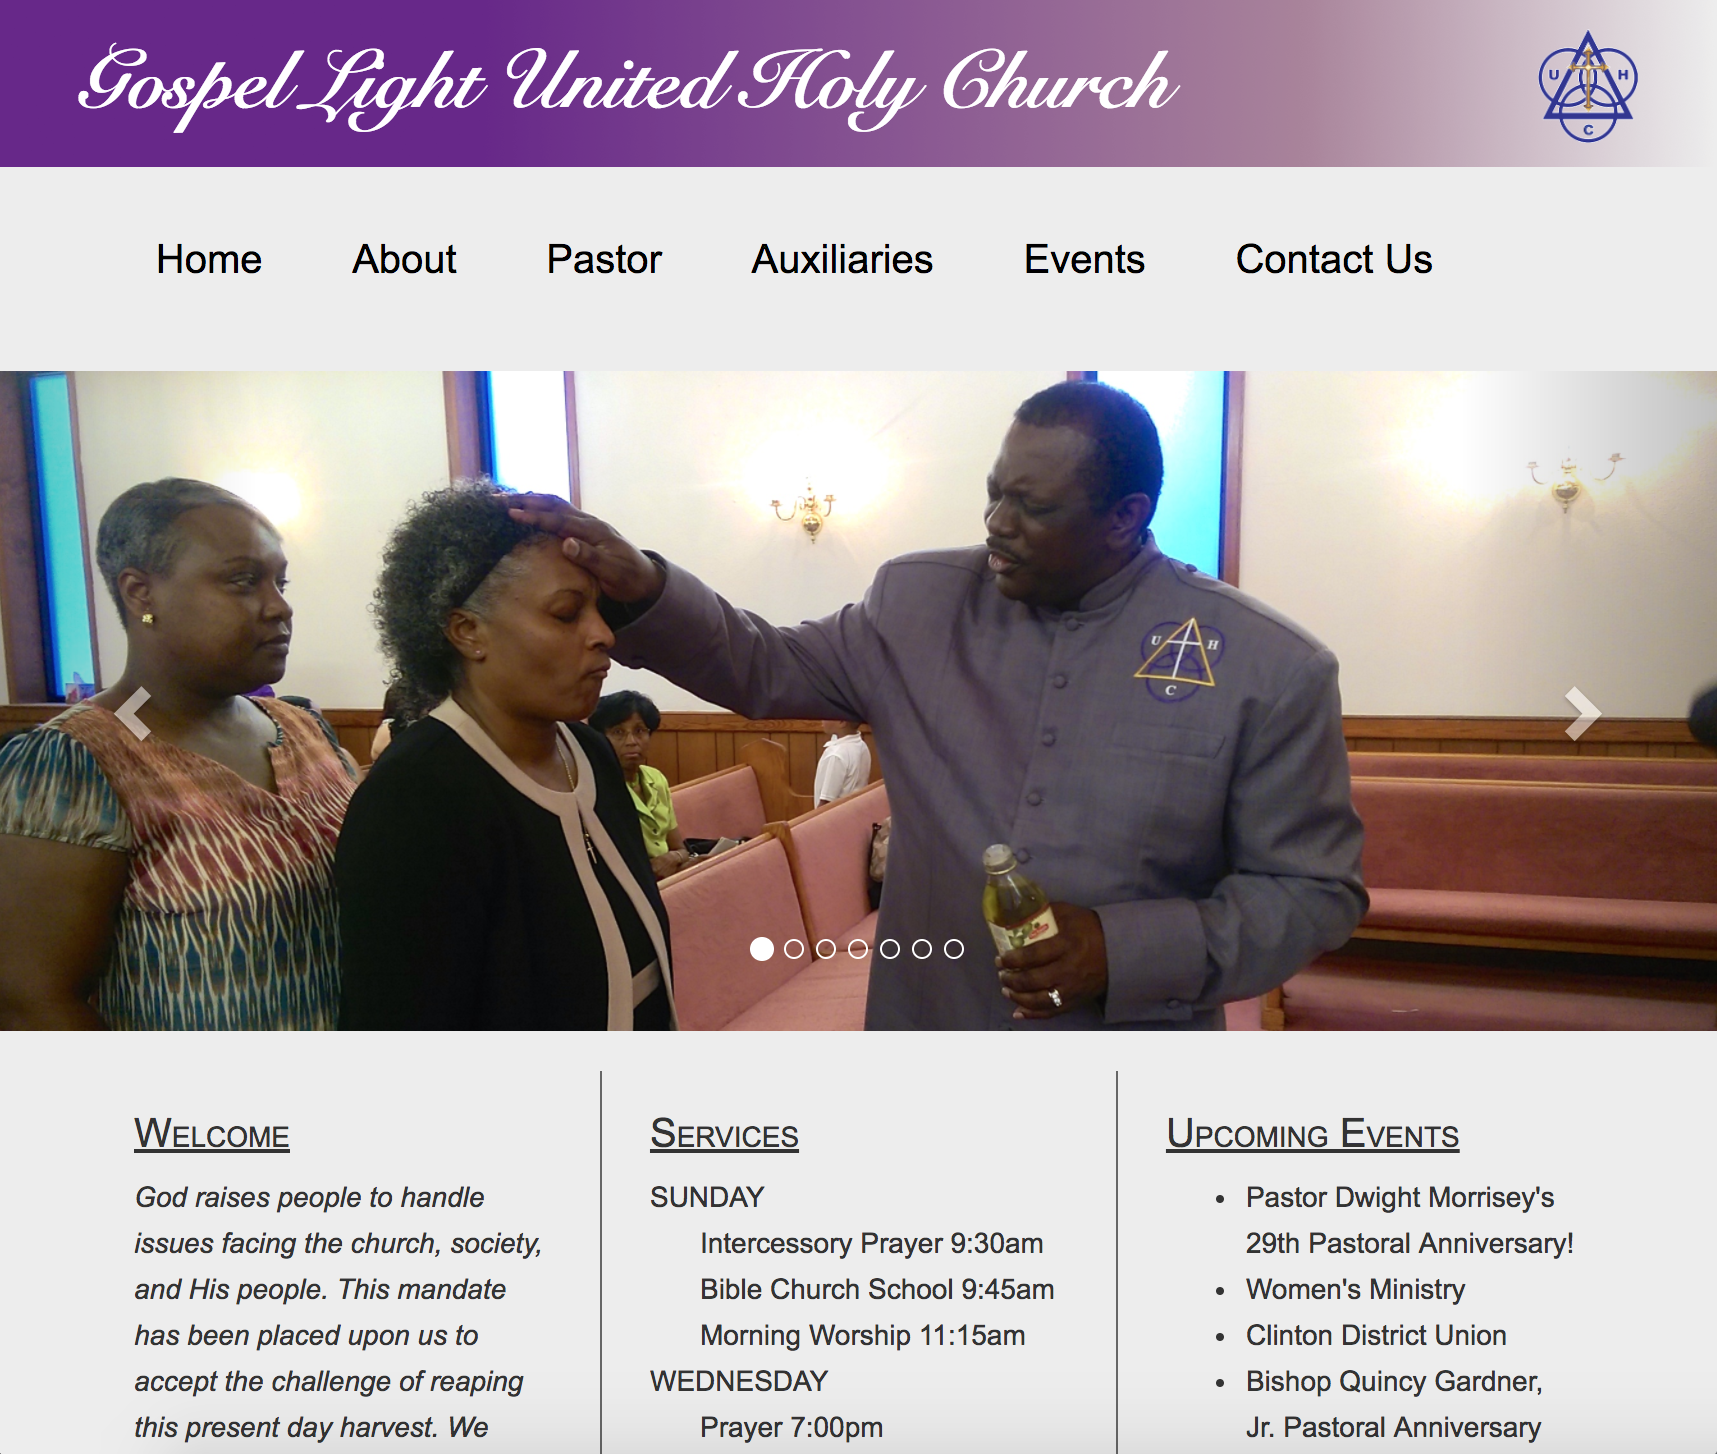 Gospel Light United Holy Church
U H
C
Home About Pastor Auxiliaries Events Contact Us
U H
C
WELCOME
God raises people to handle
issues facing the church, society,
and His people. This mandate
has been placed upon us to
accept the challenge of reaping
this present day harvest. We
SERVICES
SUNDAY
Intercessory Prayer 9:30am
Bible Church School 9:45am
Morning Worship 11:15am
WEDNESDAY
Prayer 7:00pm
UPCOMING EVENTS
• Pastor Dwight Morrisey's
29th Pastoral Anniversary!
• Women's Ministry
• Clinton District Union
• Bishop Quincy Gardner,
Jr. Pastoral Anniversary